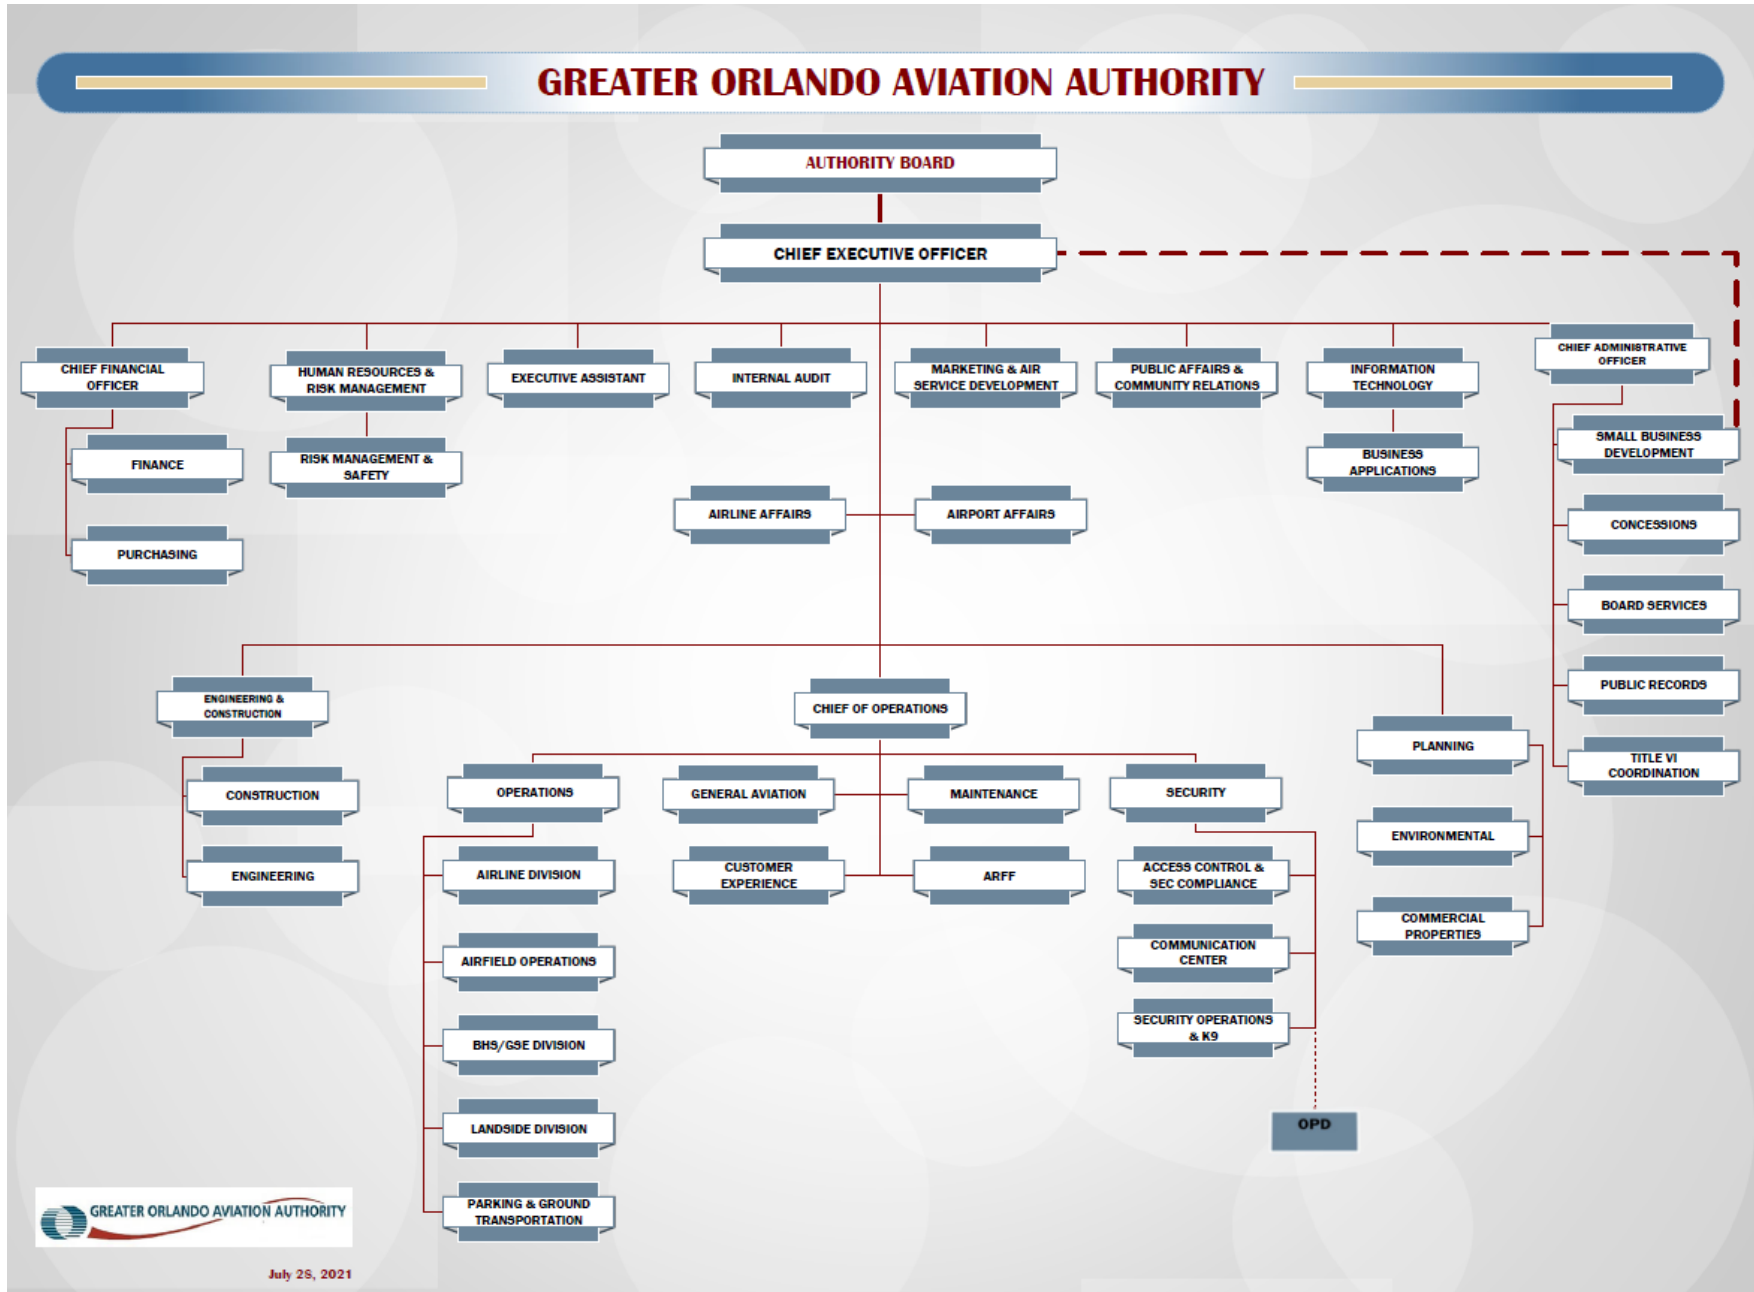 GREATER ORLANDO AVIATION AUTHORITY
AUTHORITY BOARD
CHIEF EXECUTIVE OFFICER
CHIEF FINANCIAL
OFFICER
HUMAN RESOURCES &
RISK MANAGEMENT
EXECUTIVE ASSISTANT
INTERNAL AUDIT
MARKETING & AIR
SERVICE DEVELOPMENT
PUBLIC AFFAIRS &
COMMUNITY RELATIONS
INFORMATION
TECHNOLOGY
CHIEF ADMINISTRATIVE
OFFICER
FINANCE
RISK MANAGEMENT &
SAFETY
BUSINESS
APPLICATIONS
SMALL BUSINESS
DEVELOPMENT
PURCHASING
AIRLINE AFFAIRS
AIRPORT AFFAIRS
CONCESSIONS
BOARD SERVICES
PUBLIC RECORDS
TITLE VI
COORDINATION
ENGINEERING &
CONSTRUCTION
CHIEF OF OPERATIONS
PLANNING
CONSTRUCTION
OPERATIONS
GENERAL AVIATION
MAINTENANCE
SECURITY
ENVIRONMENTAL
ENGINEERING
AIRLINE DIVISION
CUSTOMER
EXPERIENCE
ARFF
ACCESS CONTROL &
SEC COMPLIANCE
COMMERCIAL
PROPERTIES
AIRFIELD OPERATIONS
COMMUNICATION
CENTER
BHS/GSE DIVISION
SECURITY OPERATIONS
& K9
LANDSIDE DIVISION
OPD
PARKING & GROUND
TRANSPORTATION
GREATER ORLANDO AVIATION AUTHORITY
July 28, 2021